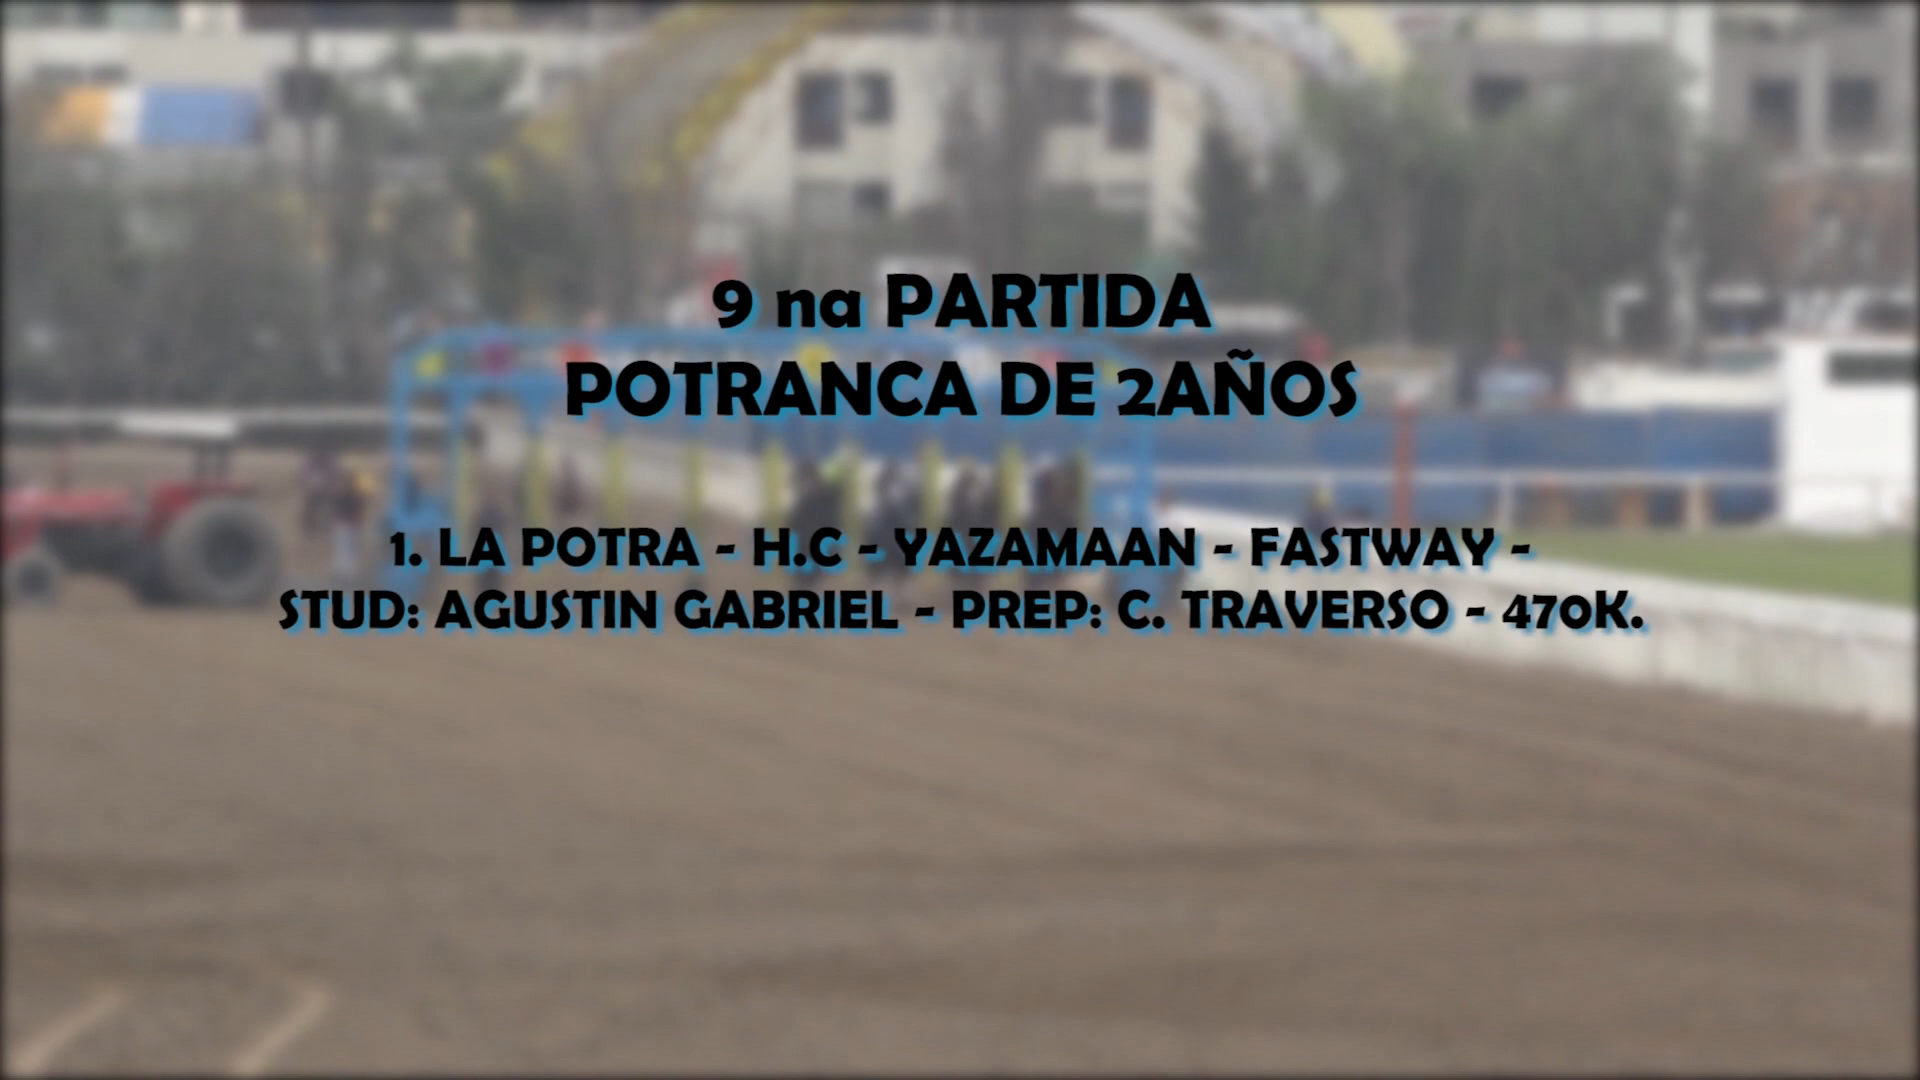 9 na PARTIDA
POTRANCA DE 2AÑOS
1. LA POTRA - H.C - YAZAMAAN - FASTWAY -
STUD: AGUSTIN GABRIEL - PREP: C. TRAVERSO - 470K.